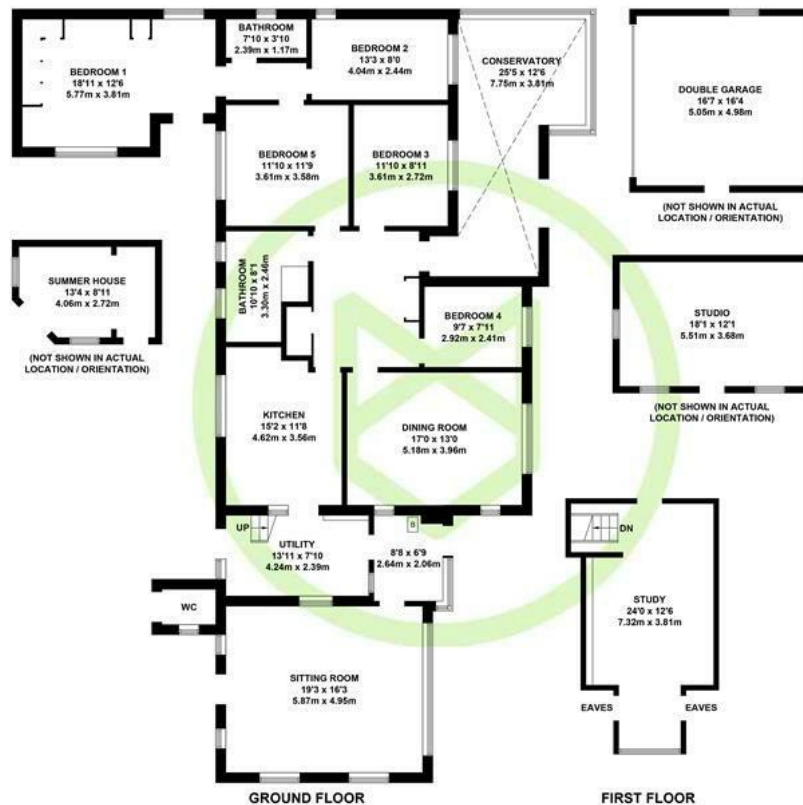 BEDROOM 1
18'11 x 12'6
5.77m x 3.81m
BATHROOM
7'10 x 3'10
2.39m x 1.17m
BEDROOM 2
13'3 x 8'0
4.04m x 2.44m
CONSERVATORY
25'5 x 12'6
7.75m x 3.81m
DOUBLE GARAGE
16'7 x 16'4
5.05m x 4.98m
(NOT SHOWN IN ACTUAL
LOCATION / ORIENTATION)
BEDROOM 5
11'10 x 11'9
3.61m x 3.58m
BEDROOM 3
11'10 x 8'11
3.61m x 2.72m
SUMMER HOUSE
13'4 x 8'11
4.06m x 2.72m
(NOT SHOWN IN ACTUAL
LOCATION / ORIENTATION)
BATHROOM
10'10 x 8'1
3.30m x 2.46m
BEDROOM 4
9'7 x 7'11
2.92m x 2.41m
STUDIO
18'1 x 12'1
5.51m x 3.68m
(NOT SHOWN IN ACTUAL
LOCATION / ORIENTATION)
KITCHEN
15'2 x 11'8
4.62m x 3.56m
DINING ROOM
17'0 x 13'0
5.18m x 3.96m
UP
UTILITY
13'11 x 7'10
4.24m x 2.39m
B
8'8 x 6'9
2.64m x 2.06m
DN
STUDY
24'0 x 12'6
7.32m x 3.81m
WC
SITTING ROOM
19'3 x 16'3
5.87m x 4.95m
EAVES
EAVES
GROUND FLOOR
FIRST FLOOR